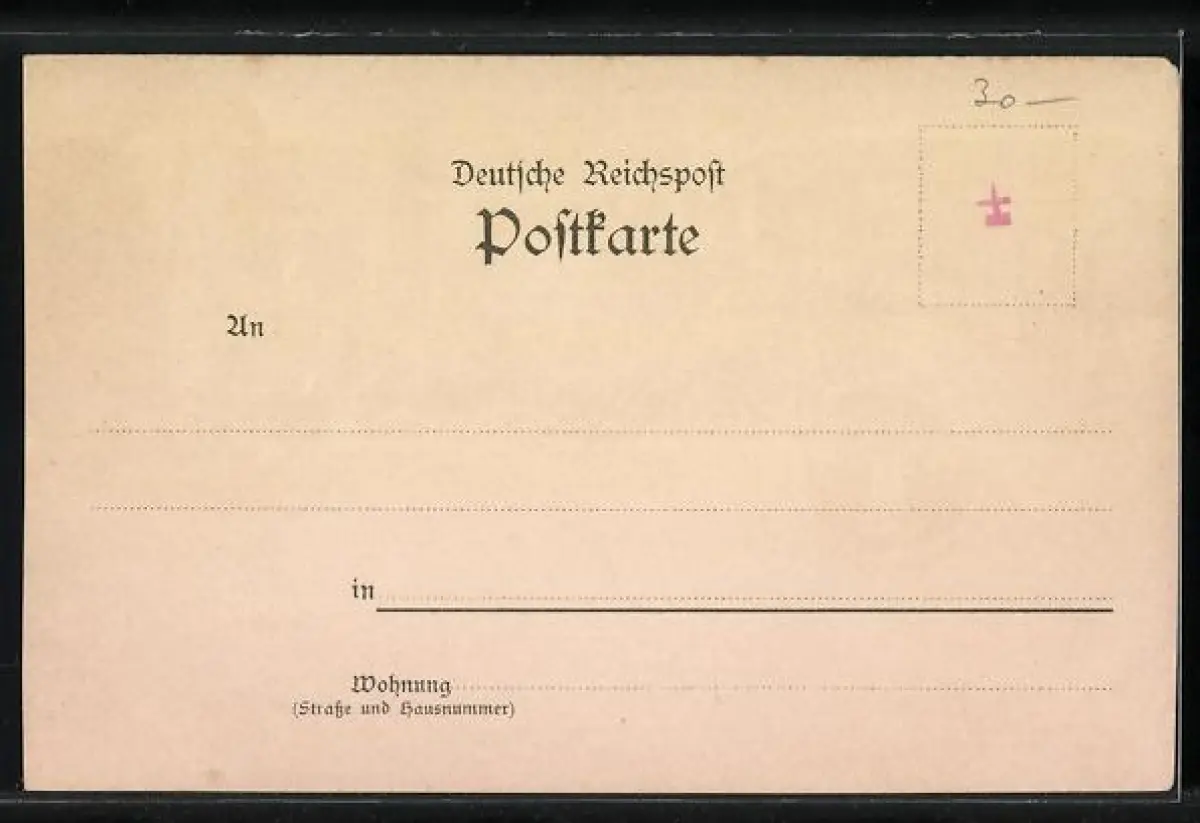 30 —
Deutsche Reichspost
Postkarte
An
in
Wohnung
(Straße und Hausnummer)